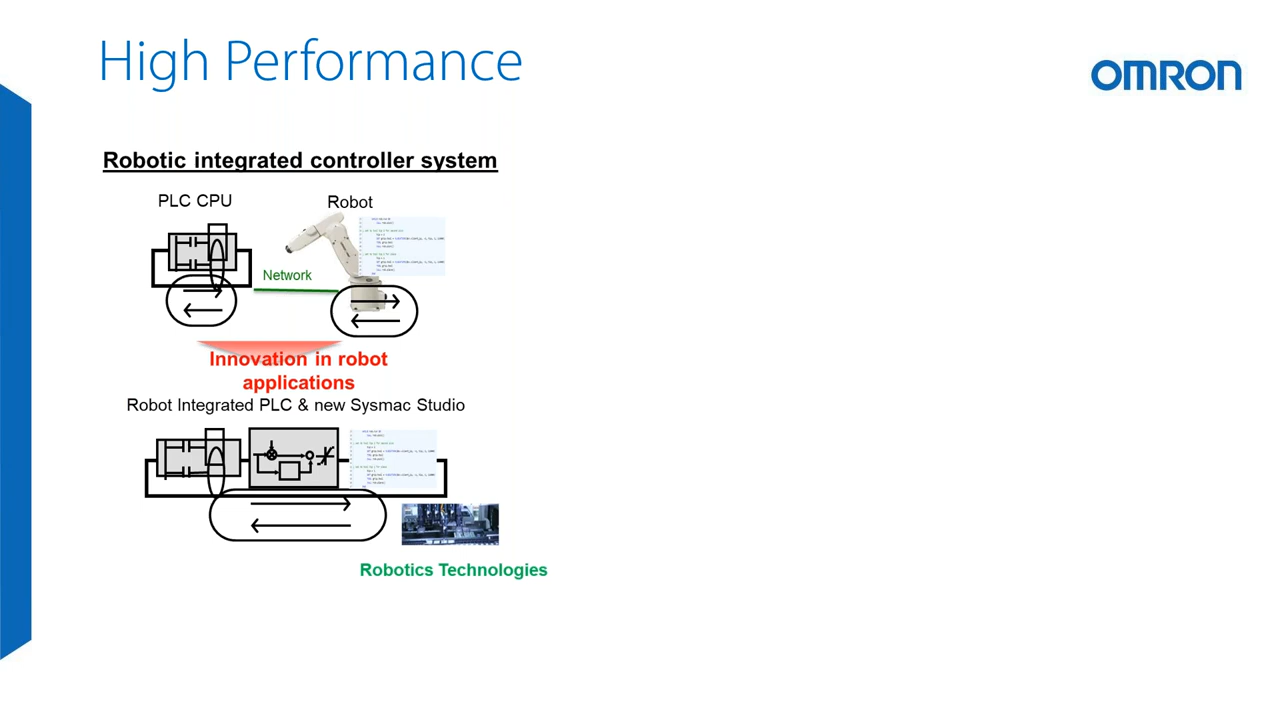 High Performance
OMRON
Robotic integrated controller system
PLC CPU
Robot
Network
Innovation in robot
applications
Robot Integrated PLC & new Sysmac Studio
Robotics Technologies